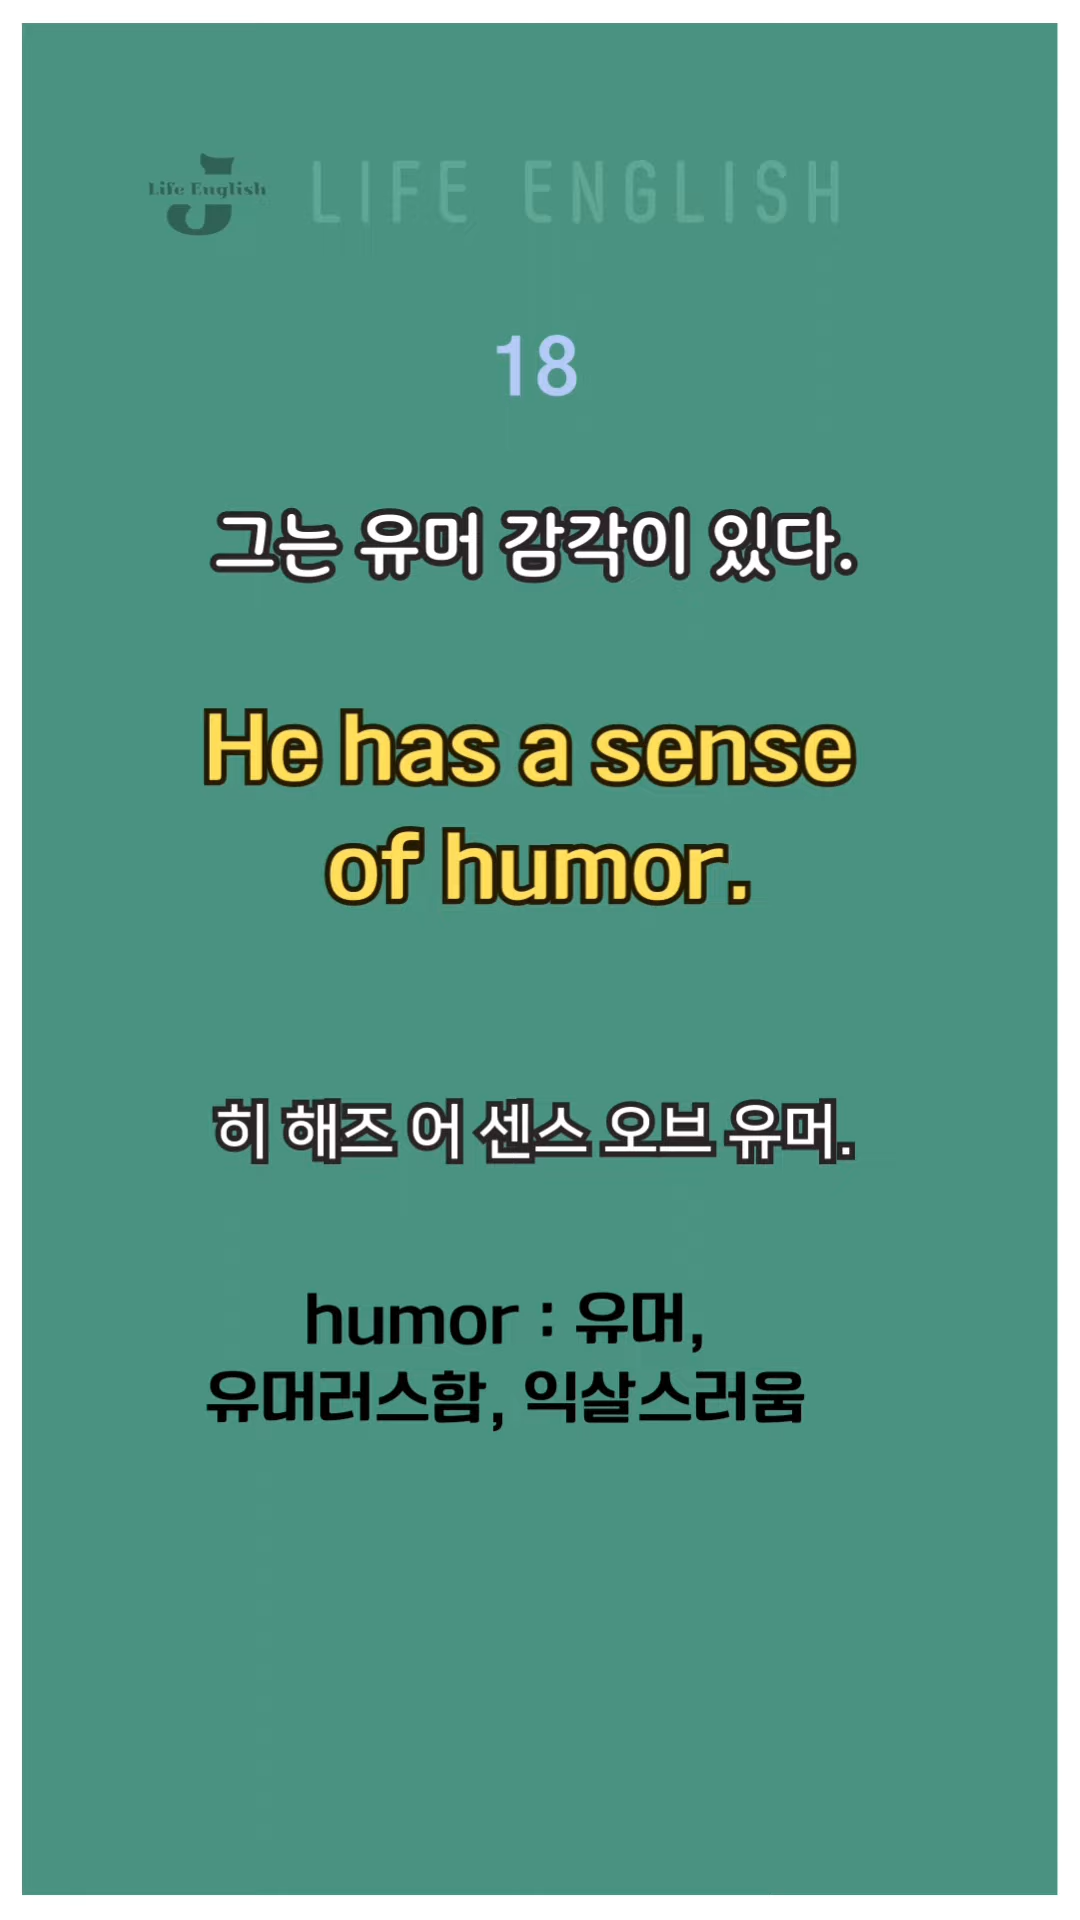 Life English
LIFE ENGLISH
18
그는 유머 감각이 있다.
He has a sense
of humor.
히 해즈 어 센스 오브 유머.
humor : 유머,
유머러스함, 익살스러움